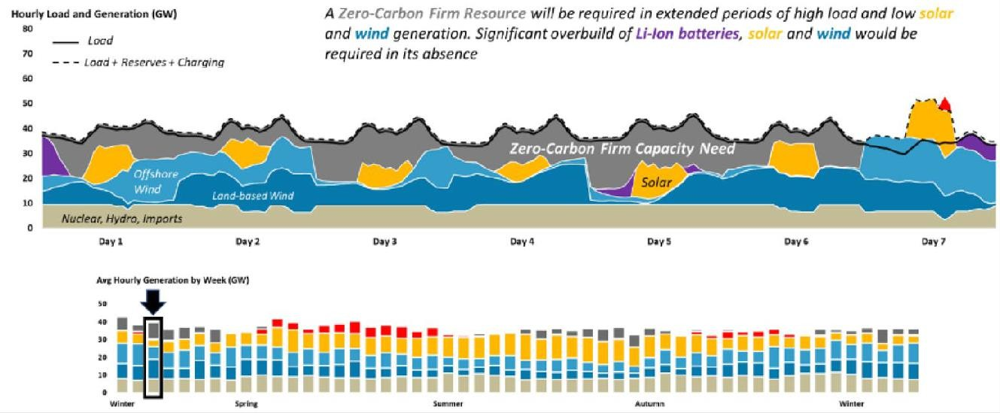 Hourly Load and Generation (GW)
A Zero-Carbon Firm Resource will be required in extended periods of high load and low solar
and wind generation. Significant overbuild of Li-Ion batteries, solar and wind would be
required in its absence
80
Load
70
Load + Reserves + Charging
60
50
40
Zero-Carbon Firm Capacity Need
30
Offshore
Wind
Solar
20
Land-based Wind
10
Nuclear, Hydro, Imports
0
Day 1 Day 2 Day 3 Day 4 Day 5 Day 6 Day 7
Avg Hourly Generation by Week (GW)
50
40
30
20
10
0
Winter Spring Summer Autumn Winter